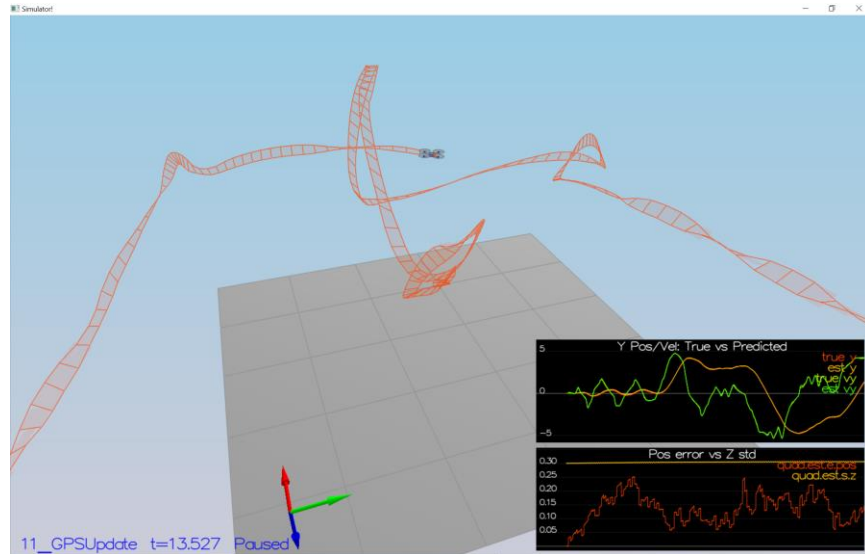 Simulator!
Y Pos/Vel: True vs Predicted
5
true y
est y
true vy
0
est vy
-5
Pos error vs Z std
0.30
quad.est.e.pos
0.25
quad.est.s.z
0.20
0.15
0.10
0.05
11_GPSUpdate t=13.527 Paused